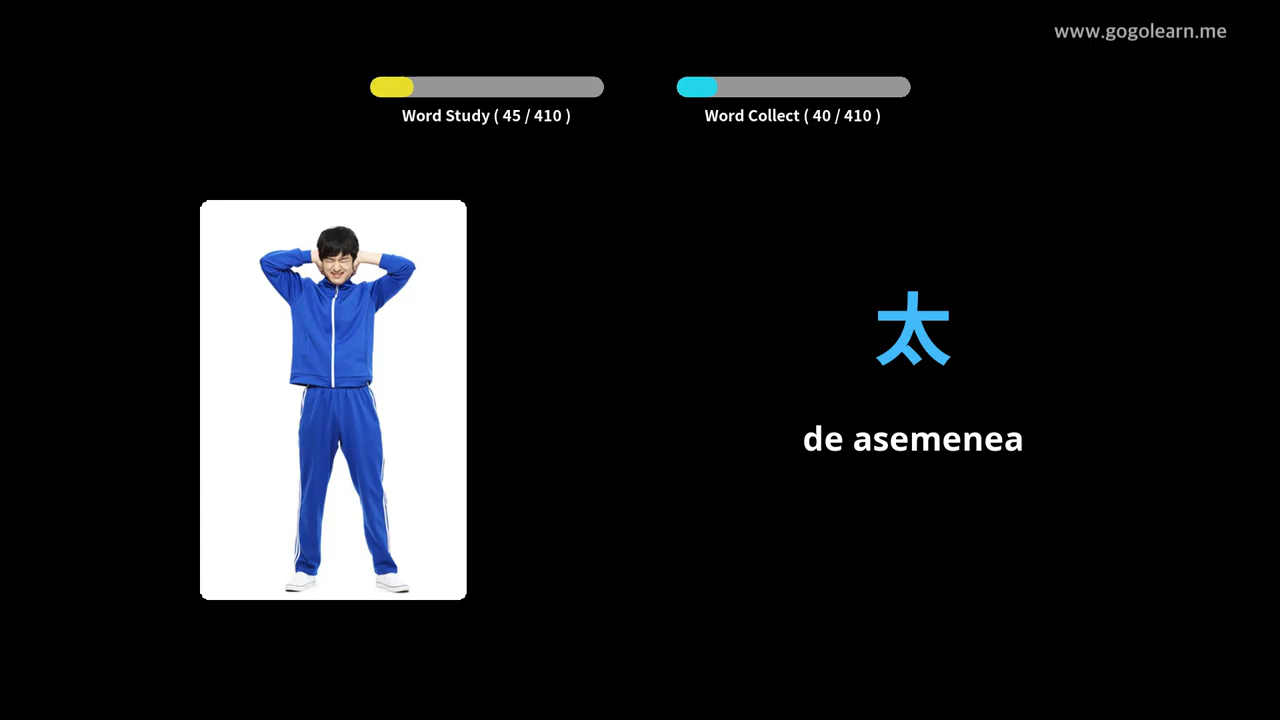 www.gogolearn.me
Word Study ( 45 / 410 )
Word Collect ( 40 / 410 )
太
de asemenea